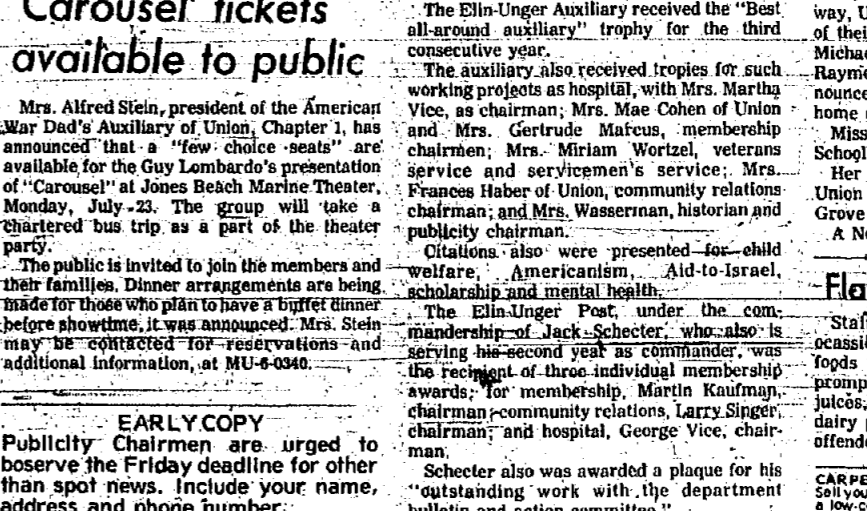 Carousel tickets
available to public
Mrs. Alfred Stein, president of the American
War Dad's Auxiliary of Union, Chapter 1, has
announced that a "few choice seats" are
available for the Guy Lombardo's presentation
of "Carousel" at Jones Beach Marine Theater,
Monday, July 23. The group will take a
chartered bus trip as a part of the theater
party.
The public is invited to join the members and
their families. Dinner arrangements are being
made for those who plan to have a buffet dinner
before showtime, it was announced. Mrs. Stein
may be contacted for reservations and
additional information, at MU-6-0340.
EARLY COPY
Publicity Chairmen are urged to
boserve the Friday deadline for other
than spot news. Include your name,
address and phone number.
The Elin-Unger Auxiliary received the "Best
all-around auxiliary" trophy for the third
consecutive year.
The auxiliary also received tropies for such
working projects as hospital, with Mrs. Martha
Vice, as chairman; Mrs. Mae Cohen of Union
and Mrs. Gertrude Marcus, membership
chairmen; Mrs. Miriam Wortzel, veterans
service and servicemen's service; Mrs.
Frances Haber of Union, community relations
chairman; and Mrs. Wasserman, historian and
publicity chairman.
Citations also were presented for child
welfare, Americanism, Aid-to-Israel,
scholarship and mental health.
The Elin-Unger Post, under the com-
mandership of Jack Schecter, who also is
serving his second year as commander, was
the recipient of three individual membership
awards; for membership, Martin Kaufman,
chairman; community relations, Larry Singer,
chairman; and hospital, George Vice, chair-
man.
Schecter also was awarded a plaque for his
"outstanding work with the department
bulletin and action committee."
way, U
of thei
Michae
Rayme
nounce
home
Miss
School
Her
Union
Grove
A No
Fla
Staf
ocassi
foods
promp
juices,
dairy
offende
CARPE
Sell you
a low-c